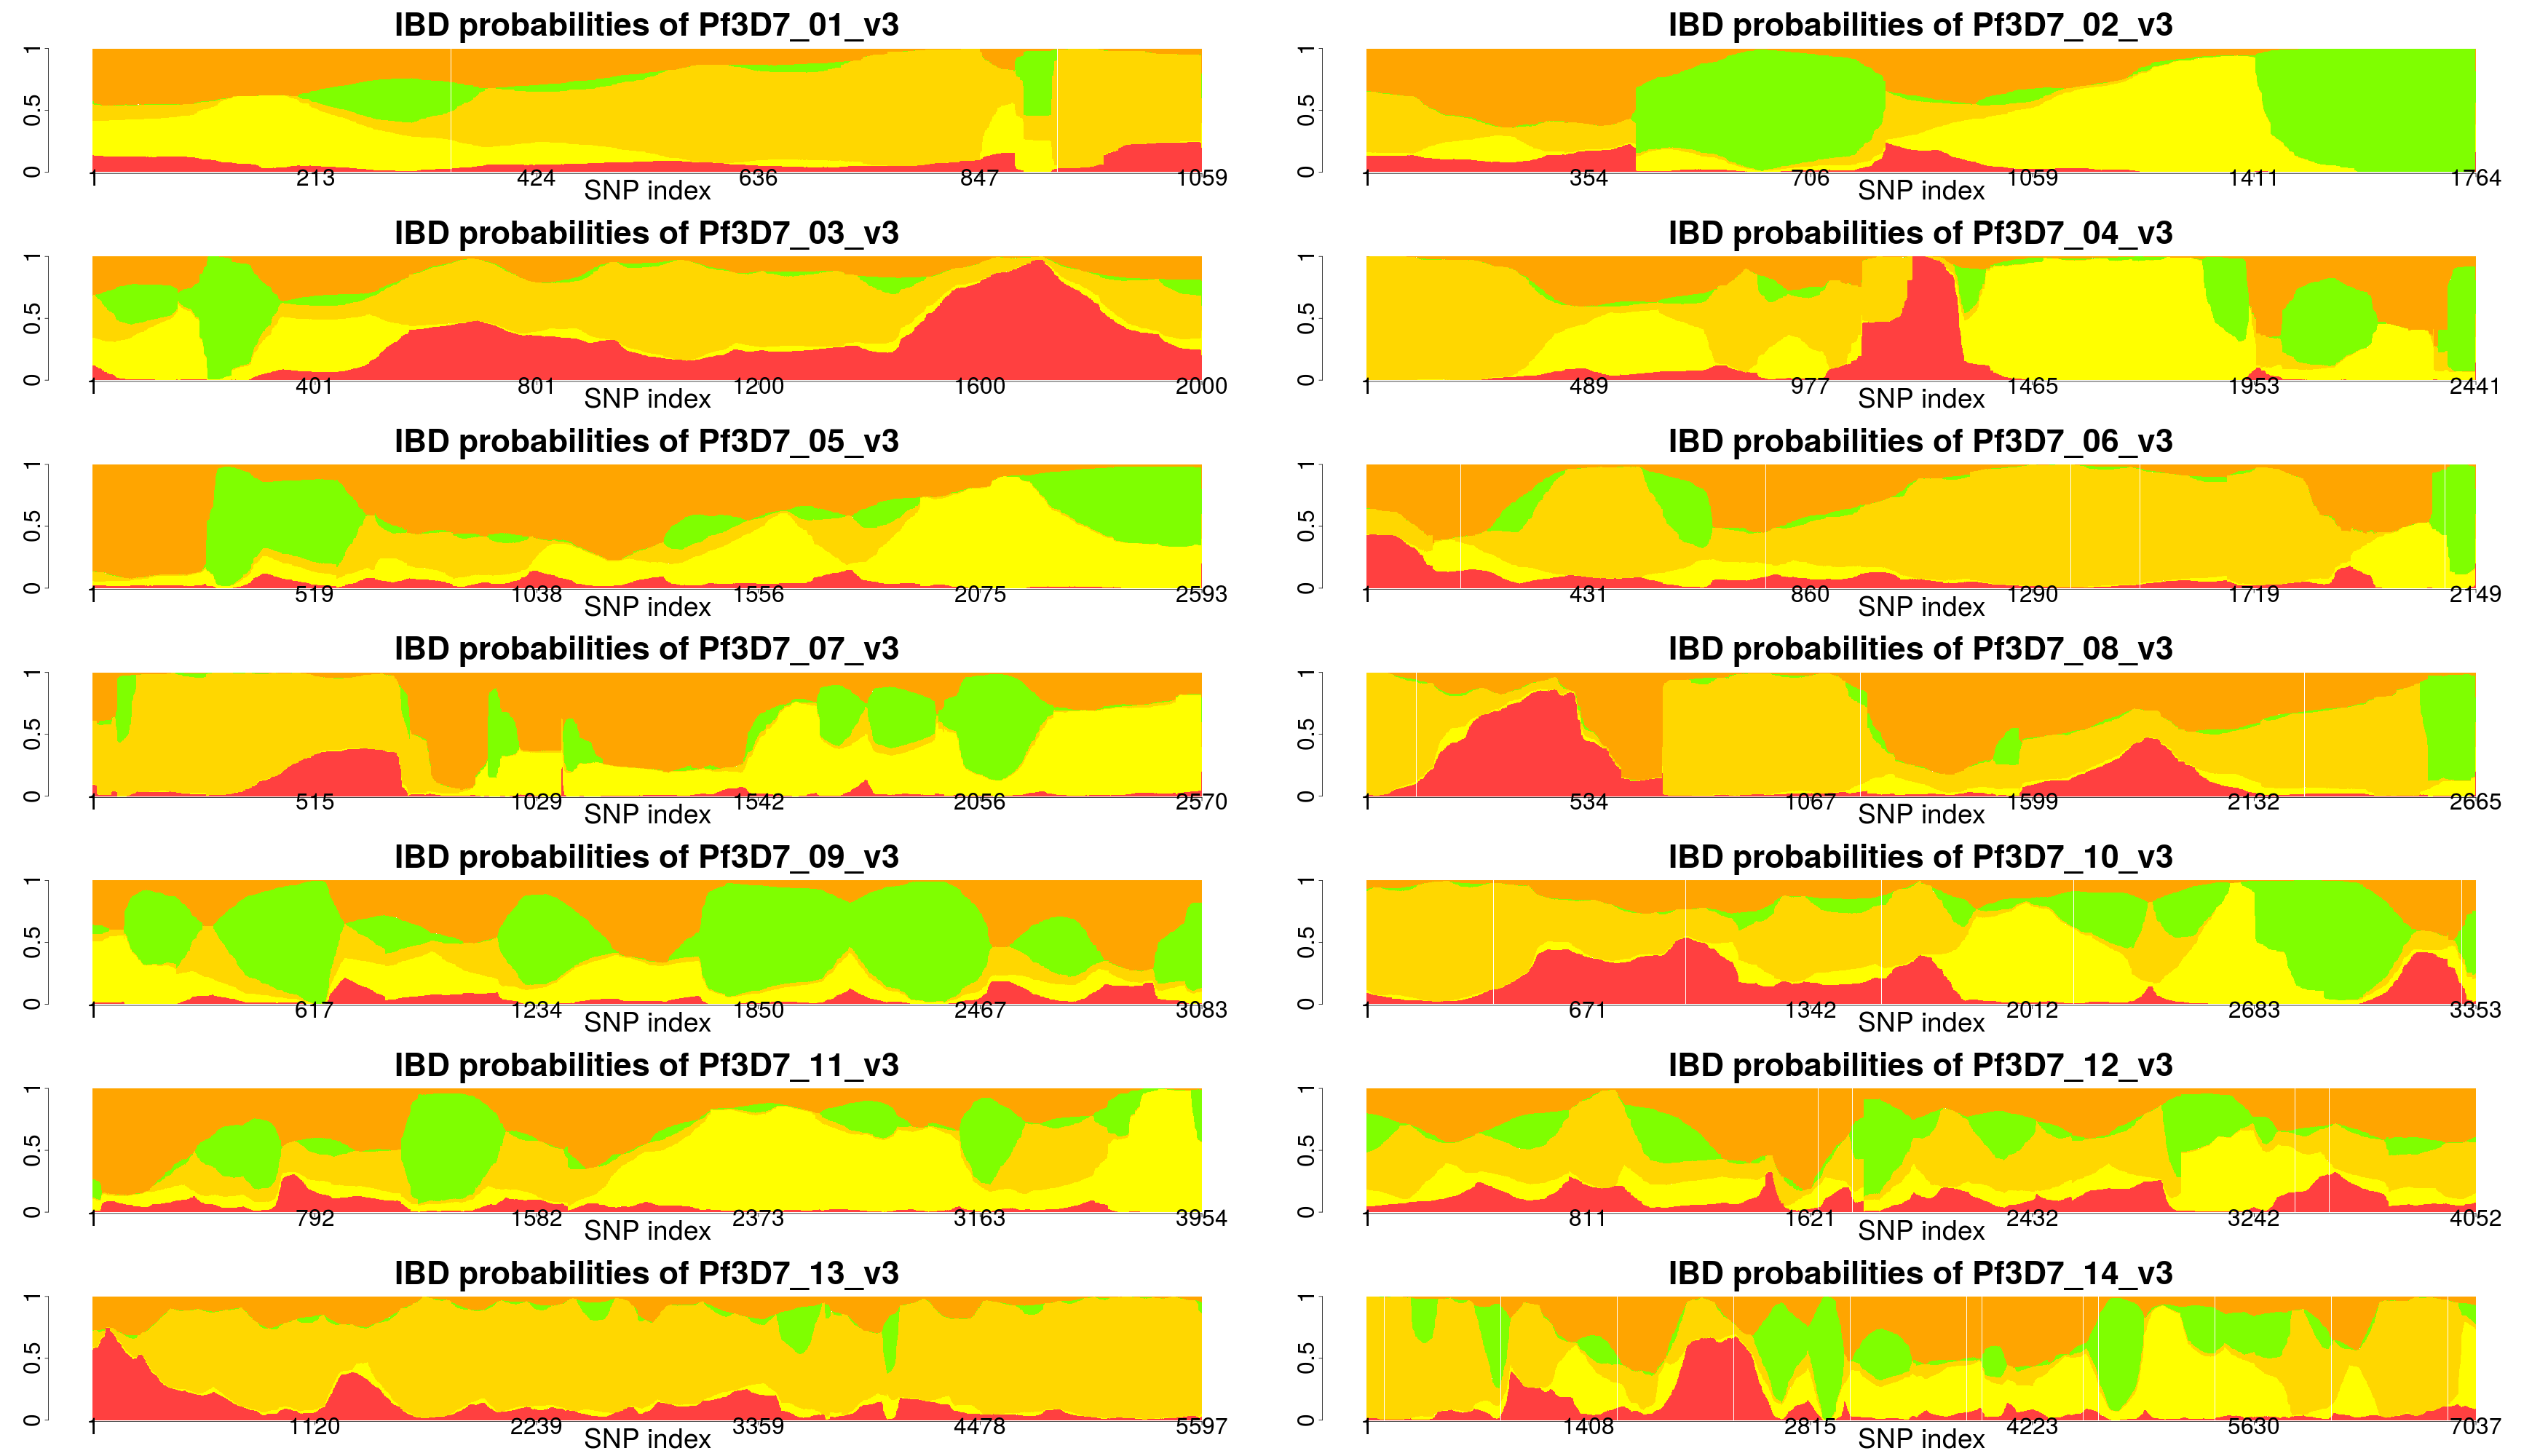 IBD probabilities of Pf3D7_01_v3
0 0.5 1
1 213 424 636 847 1059
SNP index
IBD probabilities of Pf3D7_02_v3
0 0.5 1
1 354 706 1059 1411 1764
SNP index
IBD probabilities of Pf3D7_03_v3
0 0.5 1
1 401 801 1200 1600 2000
SNP index
IBD probabilities of Pf3D7_04_v3
0 0.5 1
1 489 977 1465 1953 2441
SNP index
IBD probabilities of Pf3D7_05_v3
0 0.5 1
1 519 1038 1556 2075 2593
SNP index
IBD probabilities of Pf3D7_06_v3
0 0.5 1
1 431 860 1290 1719 2149
SNP index
IBD probabilities of Pf3D7_07_v3
0 0.5 1
1 515 1029 1542 2056 2570
SNP index
IBD probabilities of Pf3D7_08_v3
0 0.5 1
1 534 1067 1599 2132 2665
SNP index
IBD probabilities of Pf3D7_09_v3
0 0.5 1
1 617 1234 1850 2467 3083
SNP index
IBD probabilities of Pf3D7_10_v3
0 0.5 1
1 671 1342 2012 2683 3353
SNP index
IBD probabilities of Pf3D7_11_v3
0 0.5 1
1 792 1582 2373 3163 3954
SNP index
IBD probabilities of Pf3D7_12_v3
0 0.5 1
1 811 1621 2432 3242 4052
SNP index
IBD probabilities of Pf3D7_13_v3
0 0.5 1
1 1120 2239 3359 4478 5597
SNP index
IBD probabilities of Pf3D7_14_v3
0 0.5 1
1 1408 2815 4223 5630 7037
SNP index